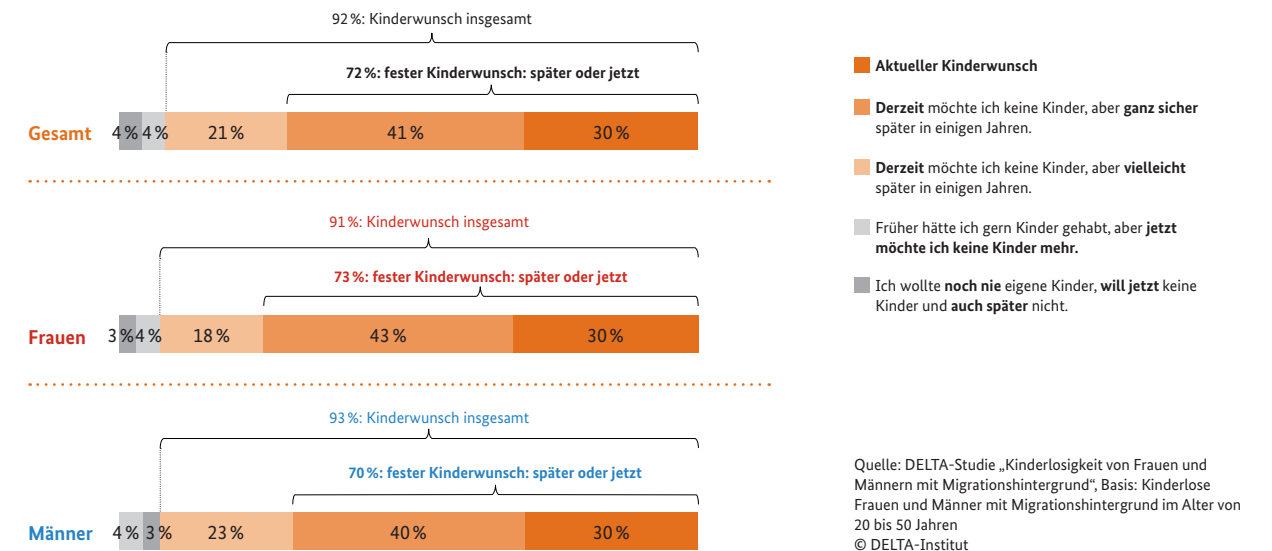 92 %: Kinderwunsch insgesamt
72 %: fester Kinderwunsch: später oder jetzt
Gesamt 4 % 4 % 21 % 41 % 30 %
91 %: Kinderwunsch insgesamt
73 %: fester Kinderwunsch: später oder jetzt
Frauen 3 % 4 % 18 % 43 % 30 %
93 %: Kinderwunsch insgesamt
70 %: fester Kinderwunsch: später oder jetzt
Männer 4 % 3 % 23 % 40 % 30 %
Aktueller Kinderwunsch
Derzeit möchte ich keine Kinder, aber ganz sicher
später in einigen Jahren.
Derzeit möchte ich keine Kinder, aber vielleicht
später in einigen Jahren.
Früher hätte ich gern Kinder gehabt, aber jetzt
möchte ich keine Kinder mehr.
Ich wollte noch nie eigene Kinder, will jetzt keine
Kinder und auch später nicht.
Quelle: DELTA-Studie „Kinderlosigkeit von Frauen und
Männern mit Migrationshintergrund“, Basis: Kinderlose
Frauen und Männer mit Migrationshintergrund im Alter von
20 bis 50 Jahren
© DELTA-Institut